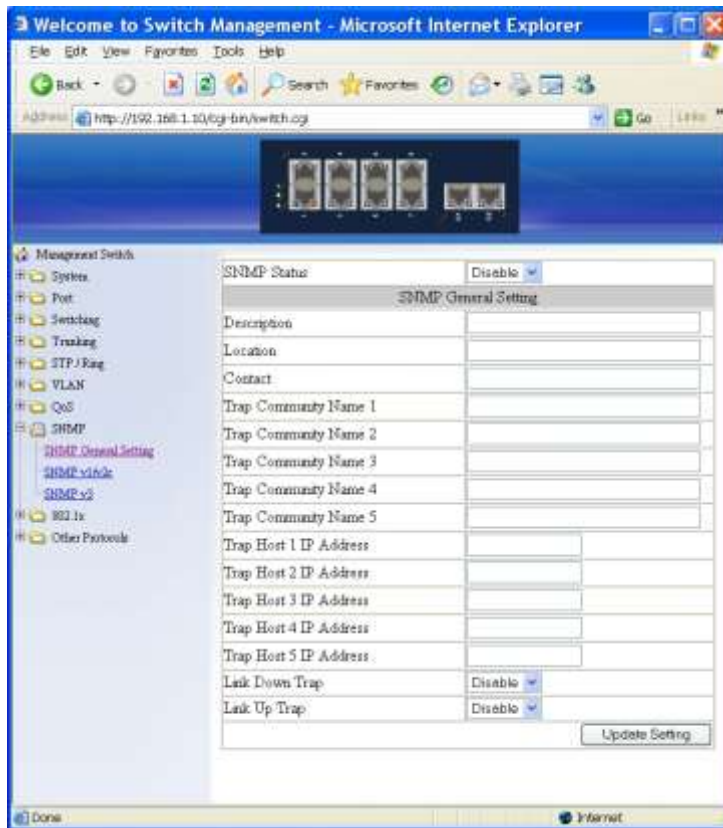 Welcome to Switch Management - Microsoft Internet Explorer
File Edit View Favorites Tools Help
Back Search Favorites
Address http://192.168.1.10/cgi-bin/switch.cgi Go Links »
1 2
Management Switch
System
Port
Switching
Trunking
STP / Ring
VLAN
QoS
SNMP
SNMP General Setting
SNMP v1/v2c
SNMP v3
802.1x
Other Protocols
SNMP Status Disable
SNMP General Setting
Description
Location
Contact
Trap Community Name 1
Trap Community Name 2
Trap Community Name 3
Trap Community Name 4
Trap Community Name 5
Trap Host 1 IP Address
Trap Host 2 IP Address
Trap Host 3 IP Address
Trap Host 4 IP Address
Trap Host 5 IP Address
Link Down Trap Disable
Link Up Trap Disable
Update Setting
Done Internet